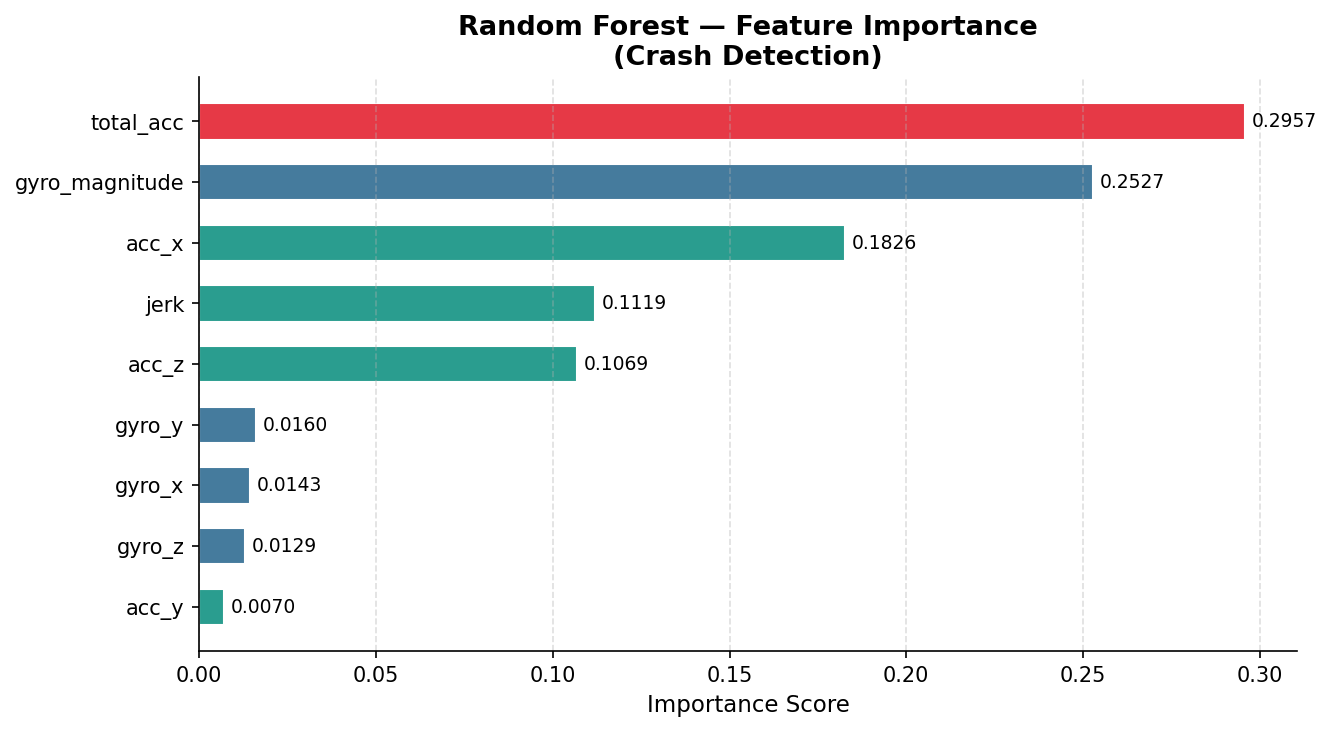 Random Forest — Feature Importance
(Crash Detection)
total_acc 0.2957
gyro_magnitude 0.2527
acc_x 0.1826
jerk 0.1119
acc_z 0.1069
gyro_y 0.0160
gyro_x 0.0143
gyro_z 0.0129
acc_y 0.0070
0.00 0.05 0.10 0.15 0.20 0.25 0.30
Importance Score